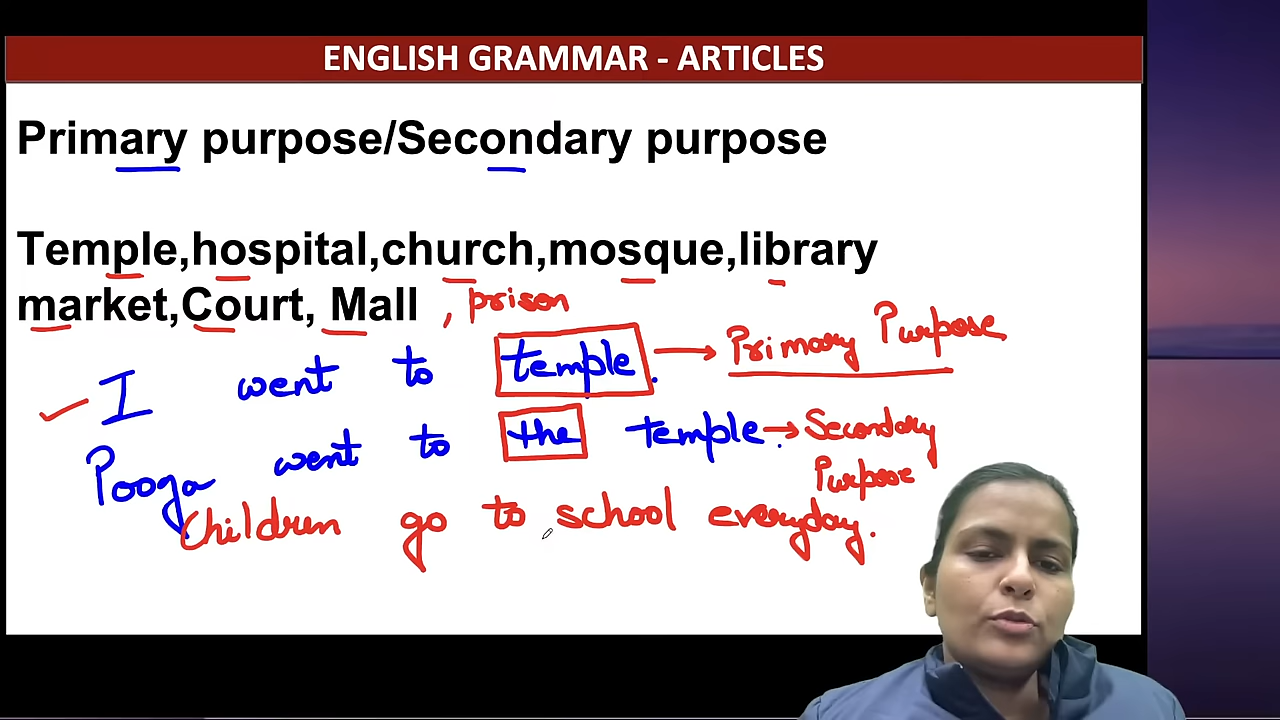 ENGLISH GRAMMAR - ARTICLES
Primary purpose/Secondary purpose
Temple,hospital,church,mosque,library
market,Court, Mall , prison
I went to temple. → Primary Purpose
Pooga went to the temple. → Secondary
Purpose
Children go to school everyday.